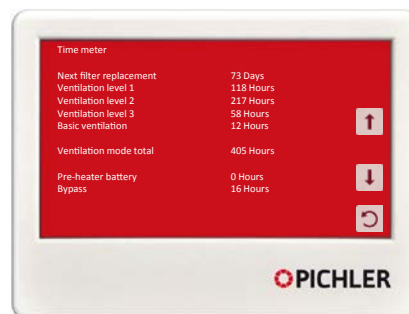 Time meter
Next filter replacement 73 Days
Ventilation level 1 118 Hours
Ventilation level 2 217 Hours
Ventilation level 3 58 Hours
Basic ventilation 12 Hours
Ventilation mode total 405 Hours
Pre-heater battery 0 Hours
Bypass 16 Hours
PICHLER